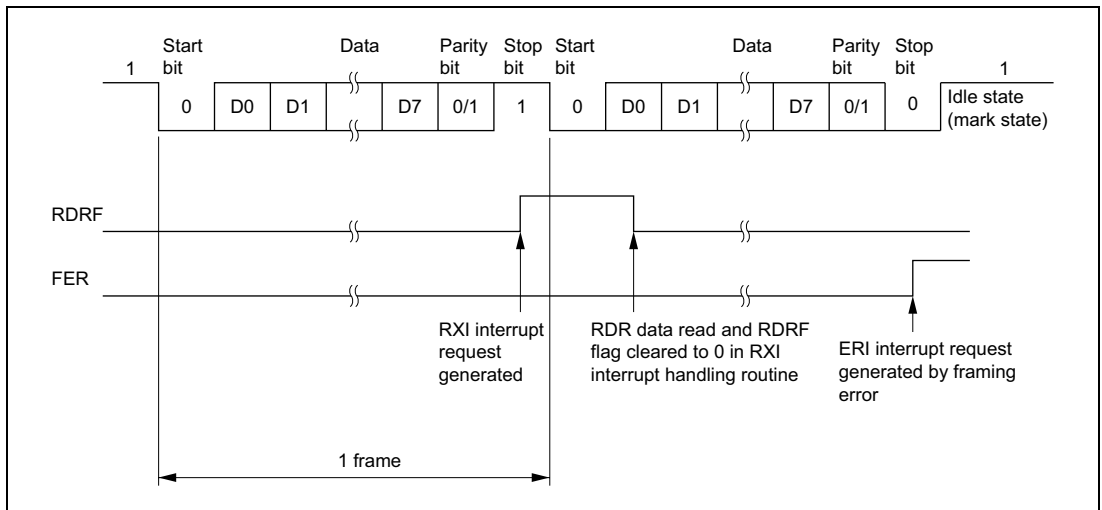 Start bit Data Parity bit Stop bit Start bit Data Parity bit Stop bit
1 1
0 D0 D1 D7 0/1 1 0 D0 D1 D7 0/1 0 Idle state (mark state)
RDRF
FER
RXI interrupt
request
generated
RDR data read and RDRF
flag cleared to 0 in RXI
interrupt handling routine
ERI interrupt request
generated by framing
error
1 frame